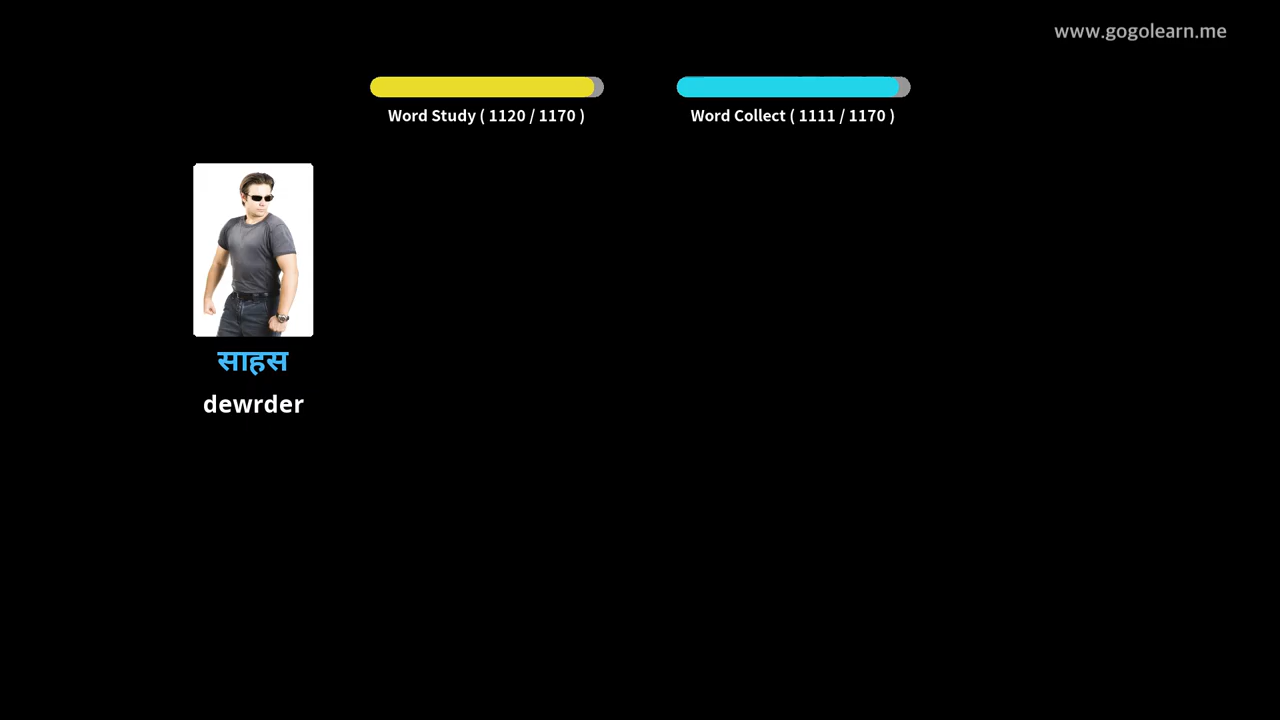 www.gogolearn.me
Word Study ( 1120 / 1170 )
Word Collect ( 1111 / 1170 )
साहस
dewrder